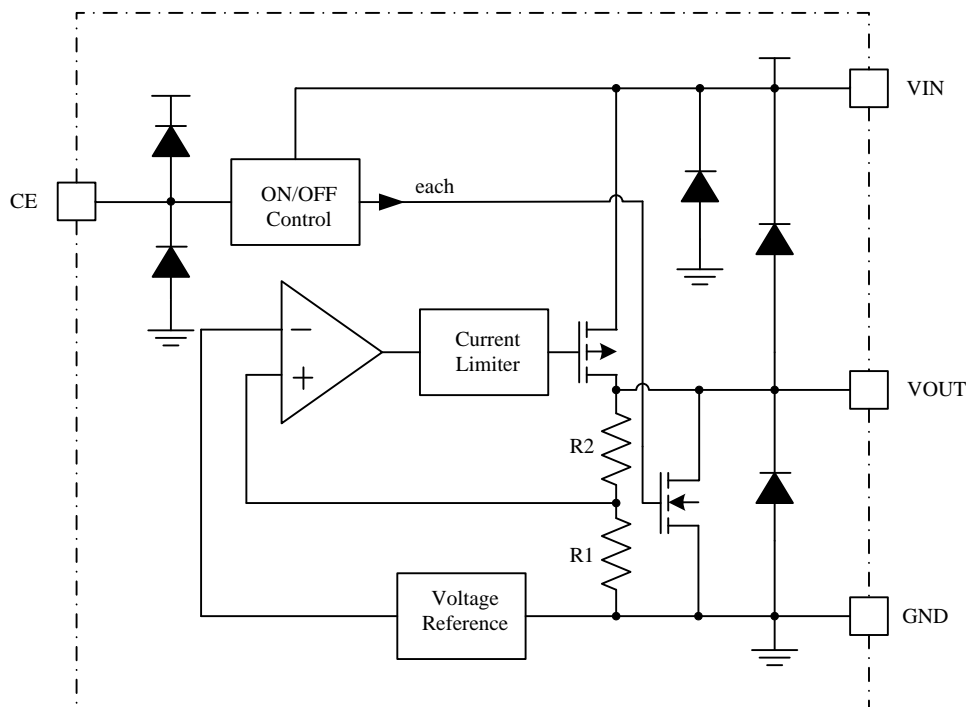 VIN
CE
ON/OFF
Control
each
Current
Limiter
VOUT
R2
R1
Voltage
Reference
GND